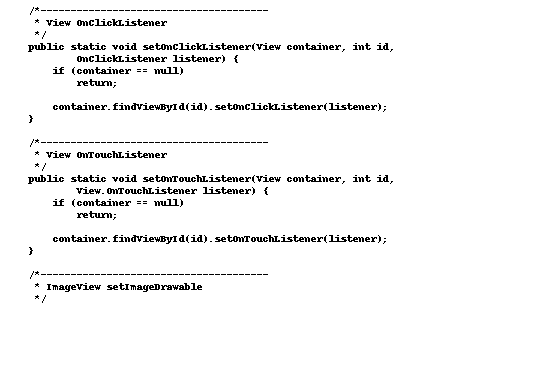 /*--------------------------------------
 * View OnClickListener
 */
public static void setOnClickListener(View container, int id,
        OnClickListener listener) {
    if (container == null)
        return;

    container.findViewById(id).setOnClickListener(listener);
}

/*--------------------------------------
 * View OnTouchListener
 */
public static void setOnTouchListener(View container, int id,
        View.OnTouchListener listener) {
    if (container == null)
        return;

    container.findViewById(id).setOnTouchListener(listener);
}

/*--------------------------------------
 * ImageView setImageDrawable
 */